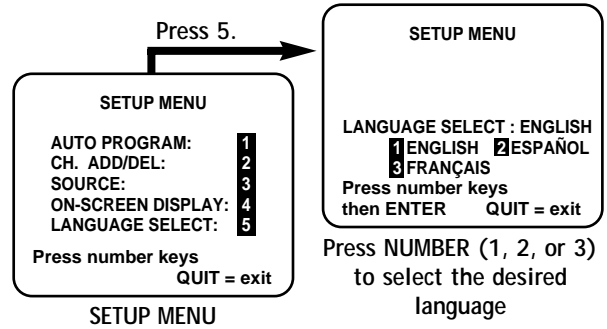 Press 5.
SETUP MENU
AUTO PROGRAM: 1
CH. ADD/DEL: 2
SOURCE: 3
ON-SCREEN DISPLAY: 4
LANGUAGE SELECT: 5
Press number keys
QUIT = exit
SETUP MENU
SETUP MENU
LANGUAGE SELECT : ENGLISH
1 ENGLISH 2 ESPAÑOL
3 FRANÇAIS
Press number keys
then ENTER QUIT = exit
Press NUMBER (1, 2, or 3)
to select the desired
language